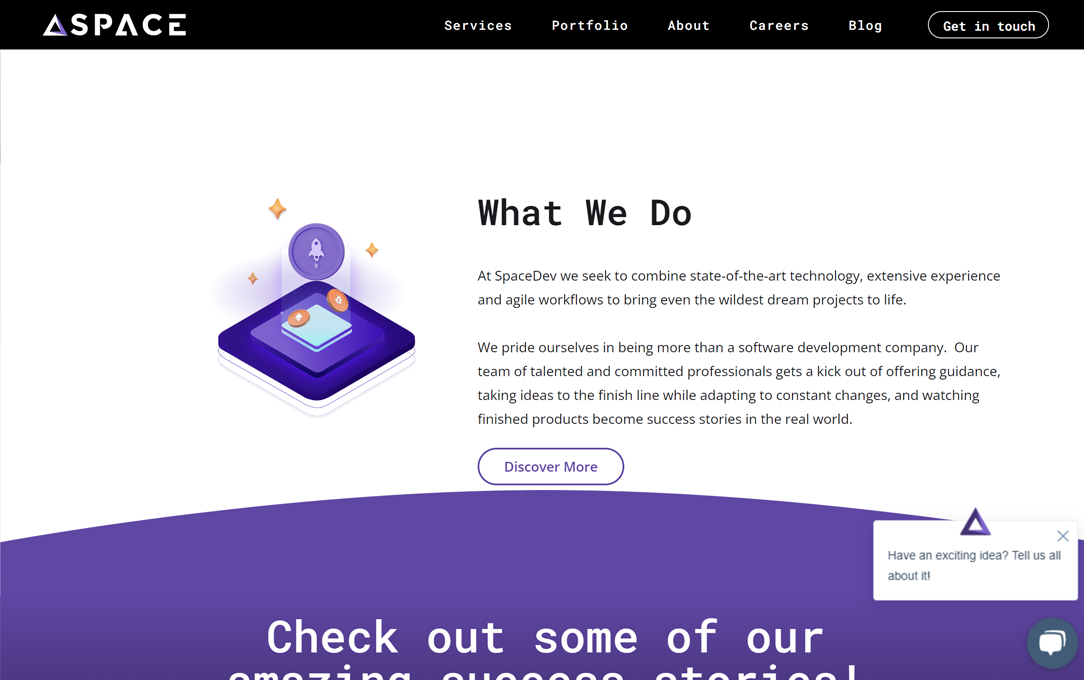 SPACE
Services Portfolio About Careers Blog Get in touch
What We Do
At SpaceDev we seek to combine state-of-the-art technology, extensive experience
and agile workflows to bring even the wildest dream projects to life.
We pride ourselves in being more than a software development company. Our
team of talented and committed professionals gets a kick out of offering guidance,
taking ideas to the finish line while adapting to constant changes, and watching
finished products become success stories in the real world.
Discover More
Have an exciting idea? Tell us all
about it!
Check out some of our
amazing success stories!